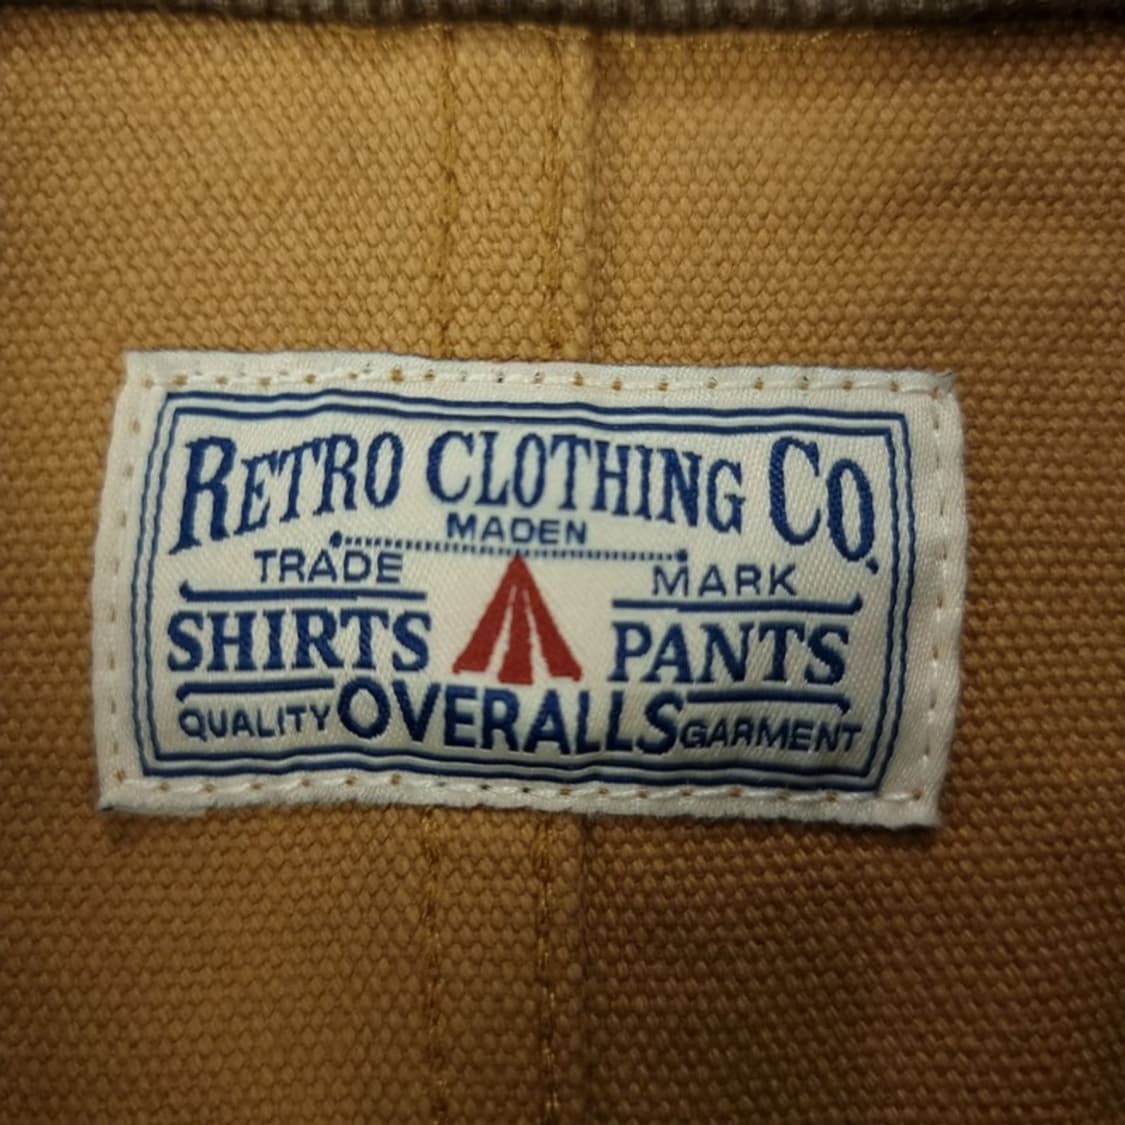 RETRO CLOTHING CO.
MADEN
TRADE MARK
SHIRTS PANTS
QUALITY OVERALLS GARMENT